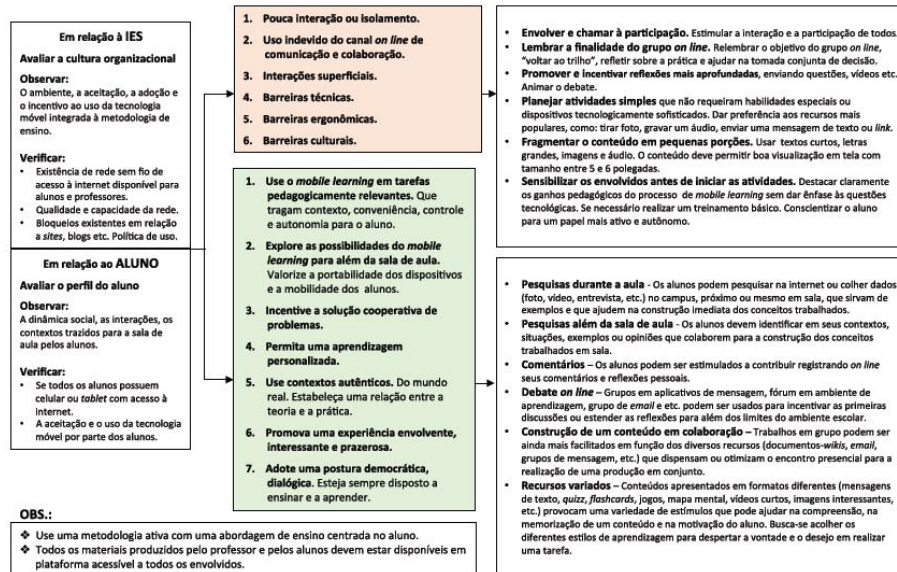 Em relação à IES
Avaliar a cultura organizacional
Observar:
O ambiente, a aceitação, a adoção e
o incentivo ao uso da tecnologia
móvel integrada à metodologia de
ensino.
Verificar:
• Existência de rede sem fio de
acesso à internet disponível para
alunos e professores.
• Qualidade e capacidade da rede.
• Bloqueios existentes em relação
a sites, blogs etc. Política de uso.
Em relação ao ALUNO
Avaliar o perfil do aluno
Observar:
A dinâmica social, as interações, os
contextos trazidos para a sala de
aula pelos alunos.
Verificar:
• Se todos os alunos possuem
celular ou tablet com acesso à
internet.
• A aceitação e o uso da tecnologia
móvel por parte dos alunos.
1. Pouca interação ou isolamento.
2. Uso indevido do canal on line de
comunicação e colaboração.
3. Interações superficiais.
4. Barreiras técnicas.
5. Barreiras ergonômicas.
6. Barreiras culturais.
1. Use o mobile learning em tarefas
pedagogicamente relevantes. Que
tragam contexto, conveniência, controle
e autonomia para o aluno.
2. Explore as possibilidades do mobile
learning para além da sala de aula.
Valorize a portabilidade dos dispositivos
e a mobilidade dos alunos.
3. Incentive a solução cooperativa de
problemas.
4. Permita uma aprendizagem
personalizada.
5. Use contextos autênticos. Do mundo
real. Estabeleça uma relação entre a
teoria e a prática.
6. Promova uma experiência envolvente,
interessante e prazerosa.
7. Adote uma postura democrática,
dialógica. Esteja sempre disposto a
ensinar e a aprender.
• Envolver e chamar à participação. Estimular a interação e a participação de todos.
• Lembrar a finalidade do grupo on line. Relembrar o objetivo do grupo on line,
"voltar ao trilho", refletir sobre a prática e ajudar na tomada conjunta de decisão.
• Promover e incentivar reflexões mais aprofundadas, enviando questões, vídeos etc.
Animar o debate.
• Planejar atividades simples que não requeiram habilidades especiais ou
dispositivos tecnologicamente sofisticados. Dar preferência aos recursos mais
populares, como: tirar foto, gravar um áudio, enviar uma mensagem de texto ou link.
• Fragmentar o conteúdo em pequenas porções. Usar textos curtos, letras
grandes, imagens e áudio. O conteúdo deve permitir boa visualização em tela com
tamanho entre 5 e 6 polegadas.
• Sensibilizar os envolvidos antes de iniciar as atividades. Destacar claramente
os ganhos pedagógicos do processo de mobile learning sem dar ênfase às questões
tecnológicas. Se necessário realizar um treinamento básico. Conscientizar o aluno
para um papel mais ativo e autônomo.
• Pesquisas durante a aula - Os alunos podem pesquisar na internet ou colher dados
(foto, vídeo, entrevista, etc.) no campus, próximo ou mesmo em sala, que sirvam de
exemplos e que ajudem na construção imediata dos conceitos trabalhados.
• Pesquisas além da sala de aula - Os alunos devem identificar em seus contextos,
situações, exemplos ou opiniões que colaborem para a construção dos conceitos
trabalhados em sala.
• Comentários – Os alunos podem ser estimulados a contribuir registrando on line
seus comentários e reflexões pessoais.
• Debate on line – Grupos em aplicativos de mensagem, fórum em ambiente de
aprendizagem, grupo de email e etc. podem ser usados para incentivar as primeiras
discussões ou estender as reflexões para além dos limites do ambiente escolar.
• Construção de um conteúdo em colaboração – Trabalhos em grupo podem ser
ainda mais facilitados em função dos diversos recursos (documentos-wikis, email,
grupos de mensagem, etc.) que dispensam ou otimizam o encontro presencial para a
realização de uma produção em conjunto.
• Recursos variados – Conteúdos apresentados em formatos diferentes (mensagens
de texto, quizz, flashcards, jogos, mapa mental, vídeos curtos, imagens interessantes,
etc.) provocam uma variedade de estímulos que pode ajudar na compreensão, na
memorização de um conteúdo e na motivação do aluno. Busca-se acolher os
diferentes estilos de aprendizagem para despertar a vontade e o desejo em realizar
uma tarefa.
OBS.:
❖ Use uma metodologia ativa com uma abordagem de ensino centrada no aluno.
❖ Todos os materiais produzidos pelo professor e pelos alunos devem estar disponíveis em
plataforma acessível a todos os envolvidos.